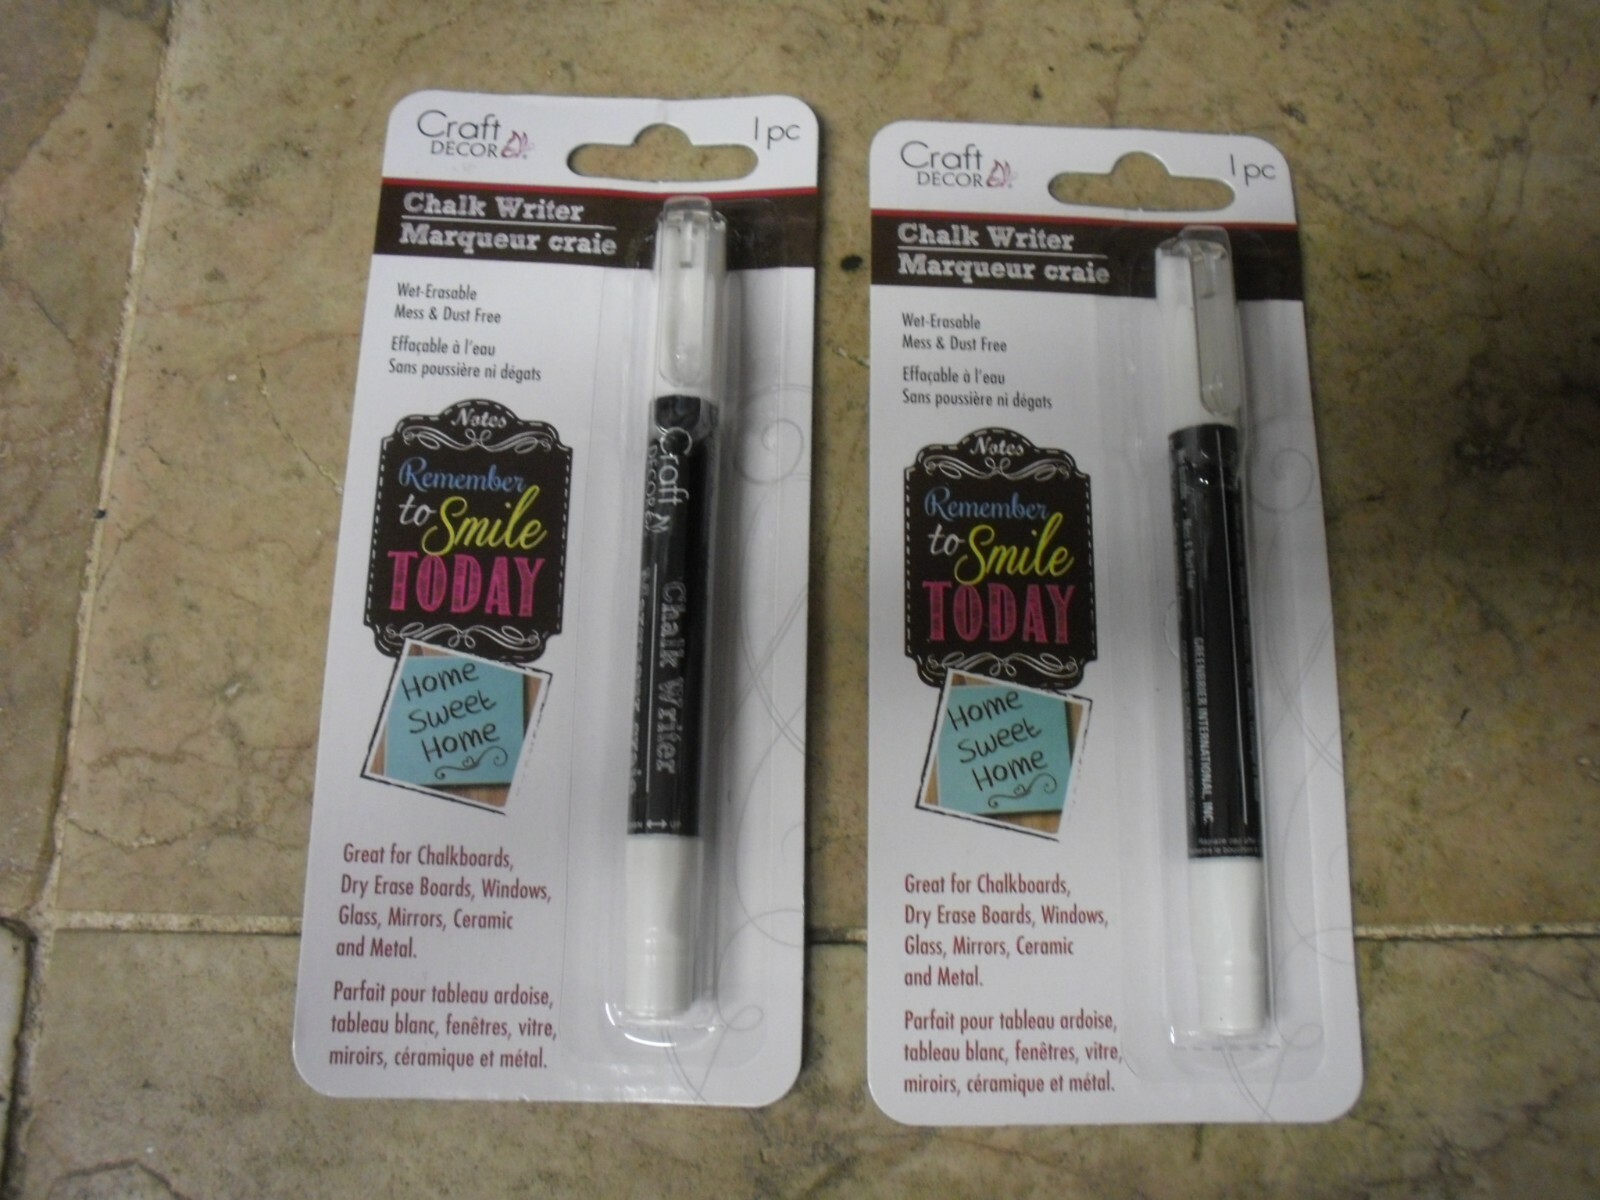 Craft
DECOR
1 pc
Chalk Writer
Marqueur craie
Wet-Erasable
Mess & Dust Free
Effaçable à l'eau
Sans poussière ni dégats
Notes
Remember
to Smile
TODAY
Home
Sweet
Home
Great for Chalkboards,
Dry Erase Boards, Windows,
Glass, Mirrors, Ceramic
and Metal.
Parfait pour tableau ardoise,
tableau blanc, fenêtres, vitre,
miroirs, céramique et métal.
Craft
DECOR
Chalk Writer
Craft
DECOR
1 pc
Chalk Writer
Marqueur craie
Wet-Erasable
Mess & Dust Free
Effaçable à l'eau
Sans poussière ni dégats
Notes
Remember
to Smile
TODAY
Home
Sweet
Home
Great for Chalkboards,
Dry Erase Boards, Windows,
Glass, Mirrors, Ceramic
and Metal.
Parfait pour tableau ardoise,
tableau blanc, fenêtres, vitre,
miroirs, céramique et métal.
GREENBRIER INTERNATIONAL, INC.